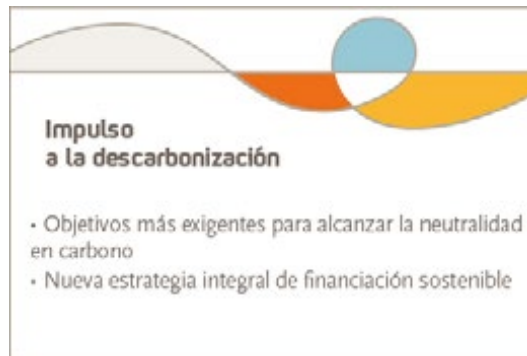 Impulso
a la descarbonización
• Objetivos más exigentes para alcanzar la neutralidad
en carbono
• Nueva estrategia integral de financiación sostenible